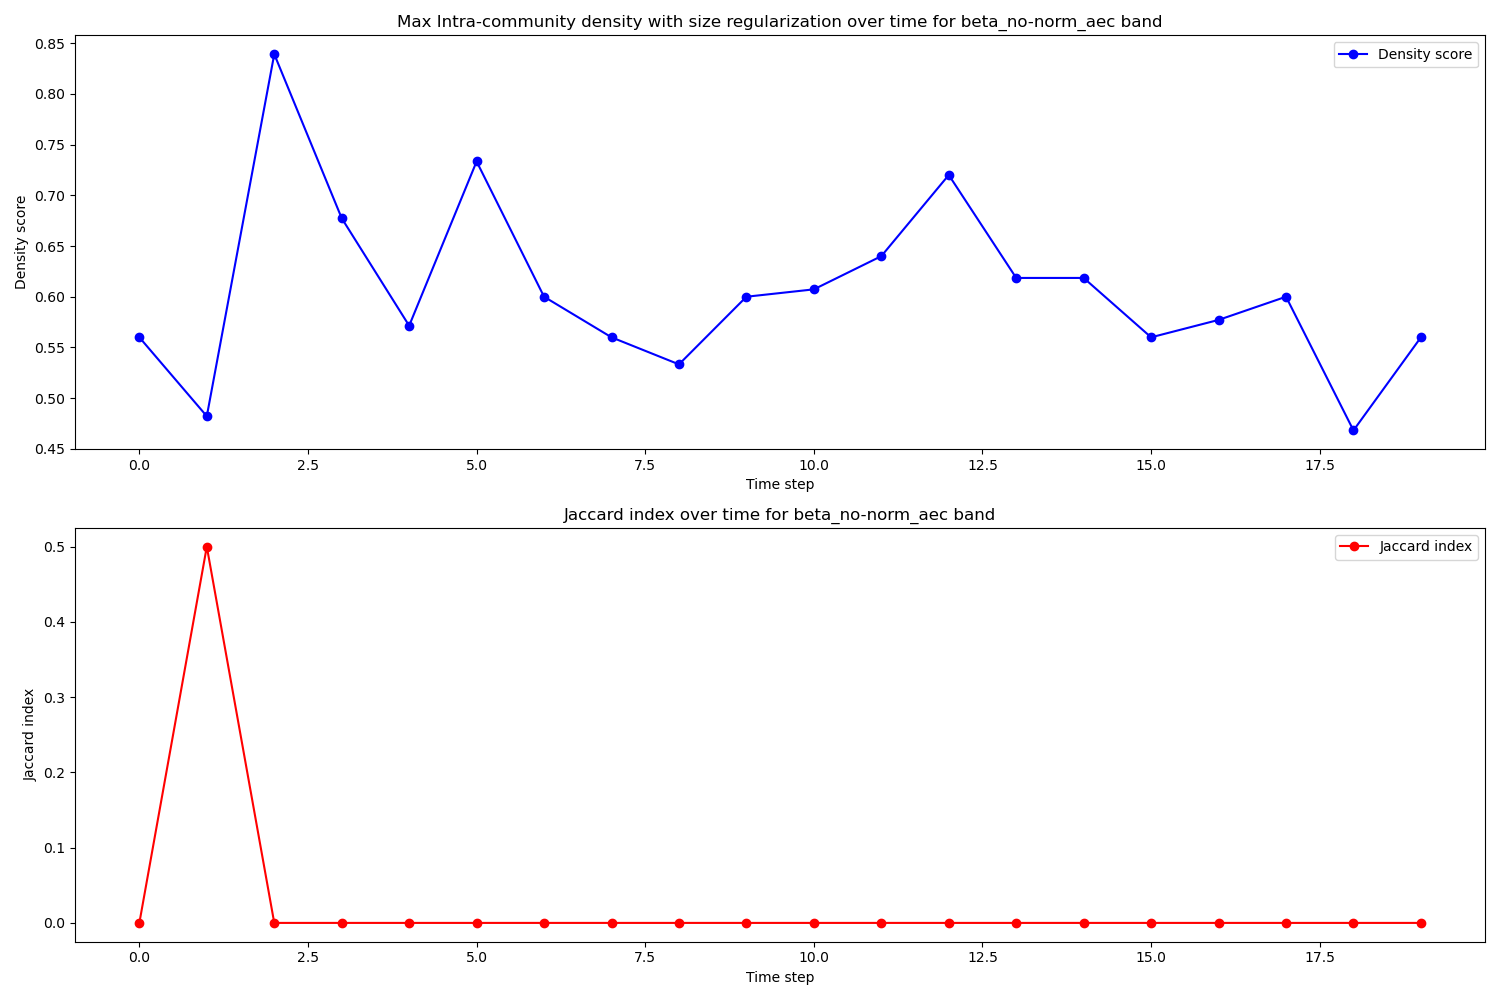 Max Intra-community density with size regularization over time for beta_no-norm_aec band
Density score
0.85
0.80
0.75
0.70
0.65
0.60
0.55
0.50
0.45
Density score
0.0 2.5 5.0 7.5 10.0 12.5 15.0 17.5
Time step
Jaccard index over time for beta_no-norm_aec band
Jaccard index
0.5
0.4
0.3
0.2
0.1
0.0
Jaccard index
0.0 2.5 5.0 7.5 10.0 12.5 15.0 17.5
Time step